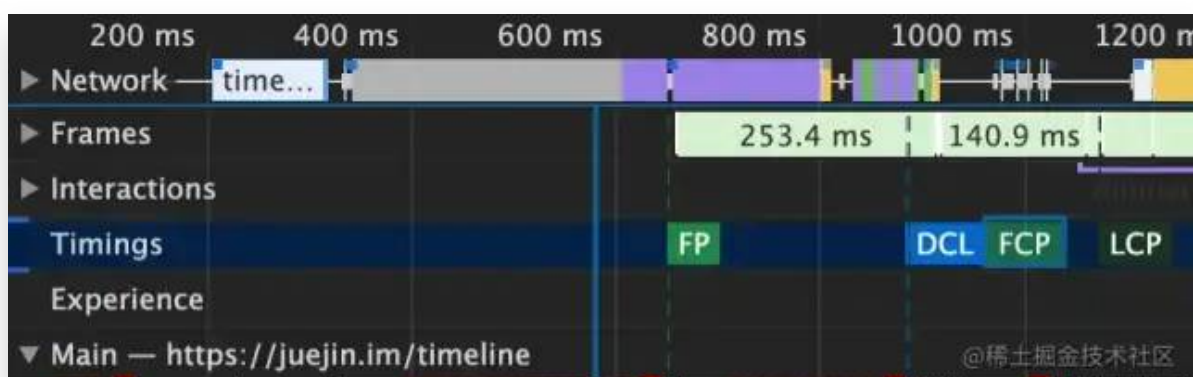 200 ms 400 ms 600 ms 800 ms 1000 ms 1200 m
Network time...
Frames 253.4 ms 140.9 ms
Interactions
Timings FP DCL FCP LCP
Experience
Main — https://juejin.im/timeline
@稀土掘金技术社区